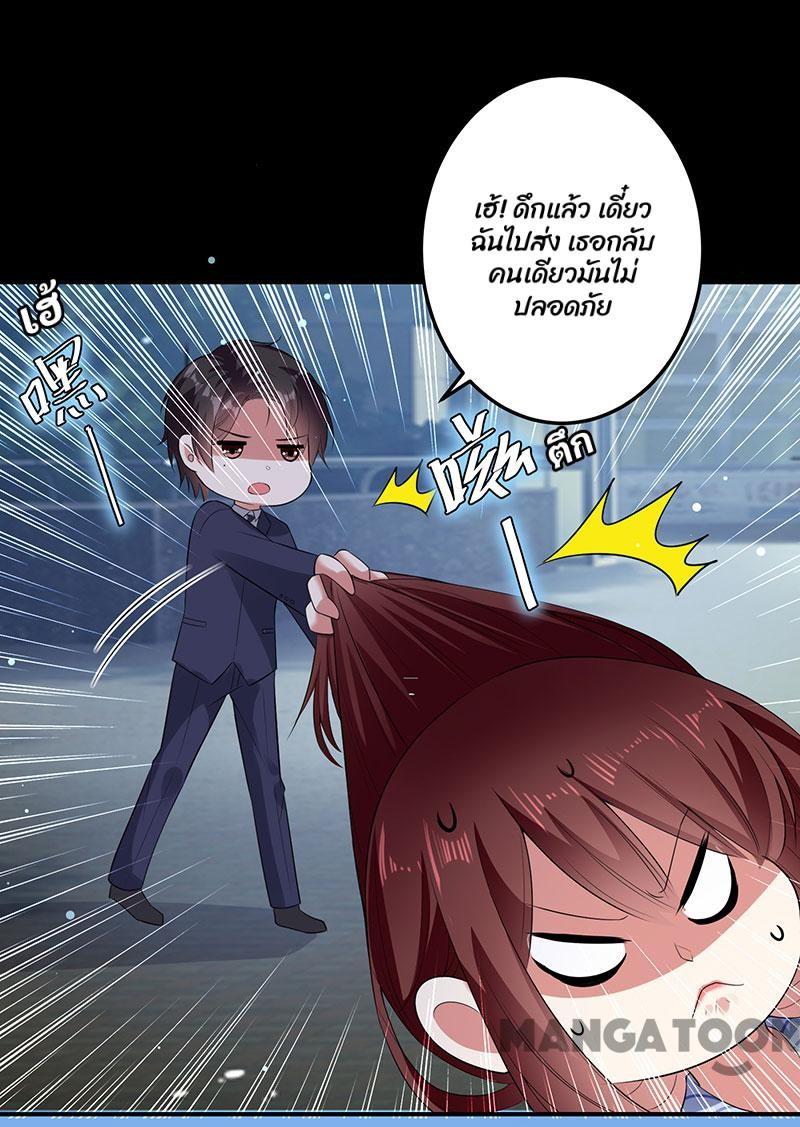 เฮ้! ดึกแล้ว เดี๋ยว
ฉันไปส่ง เธอกลับ
คนเดียวมันไม่
ปลอดภัย
เฮ้
嘿
ตึก
MANGATOON